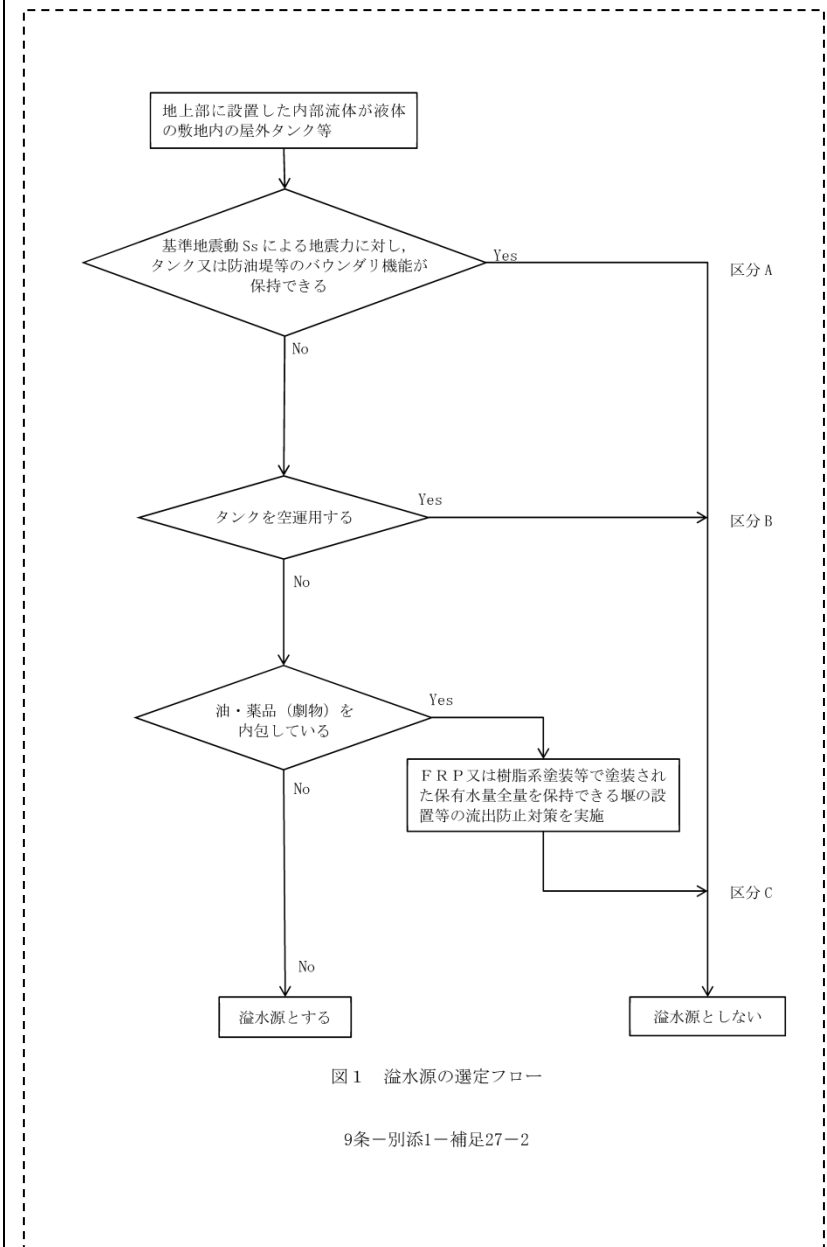 地上部に設置した内部流体が液体
の敷地内の屋外タンク等
基準地震動 Ss による地震力に対し,
タンク又は防油堤等のバウンダリ機能が
保持できる
Yes
区分 A
No
タンクを空運用する
Yes
区分 B
No
油・薬品（劇物）を
内包している
Yes
No
ＦＲＰ又は樹脂系塗装等で塗装され
た保有水量全量を保持できる堰の設
置等の流出防止対策を実施
区分 C
No
溢水源とする
溢水源としない
図１　溢水源の選定フロー
9条－別添1－補足27－2